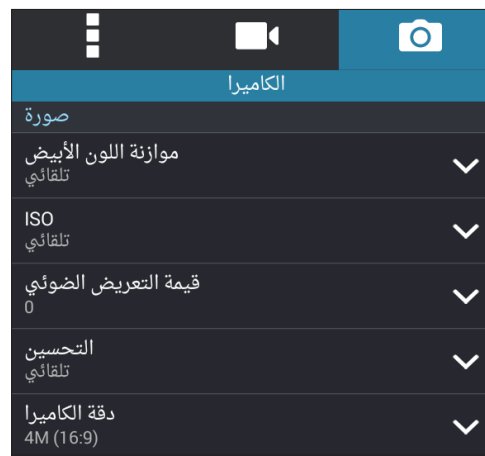 الكاميرا
صورة
موازنة اللون الأبيض
تلقائي
ISO
تلقائي
قيمة التعريض الضوئي
0
التحسين
تلقائي
دقة الكاميرا
4M (16:9)